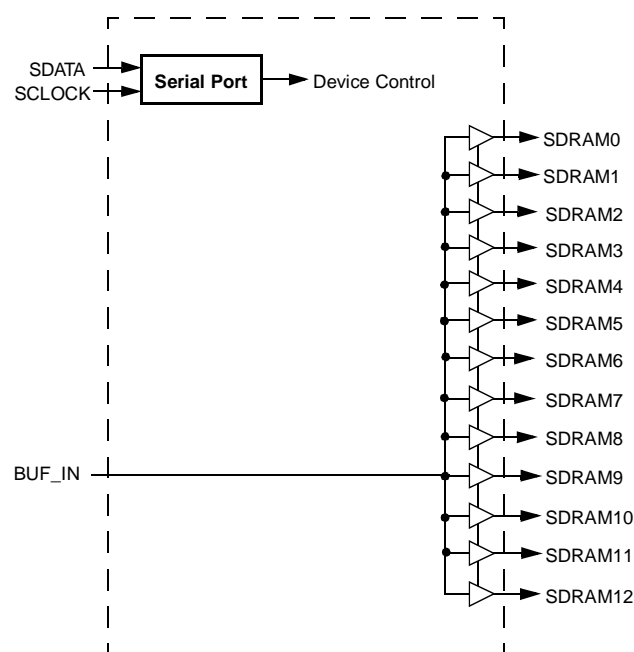 SDATA
SCLOCK
Serial Port
Device Control
SDRAM0
SDRAM1
SDRAM2
SDRAM3
SDRAM4
SDRAM5
SDRAM6
SDRAM7
SDRAM8
BUF_IN
SDRAM9
SDRAM10
SDRAM11
SDRAM12